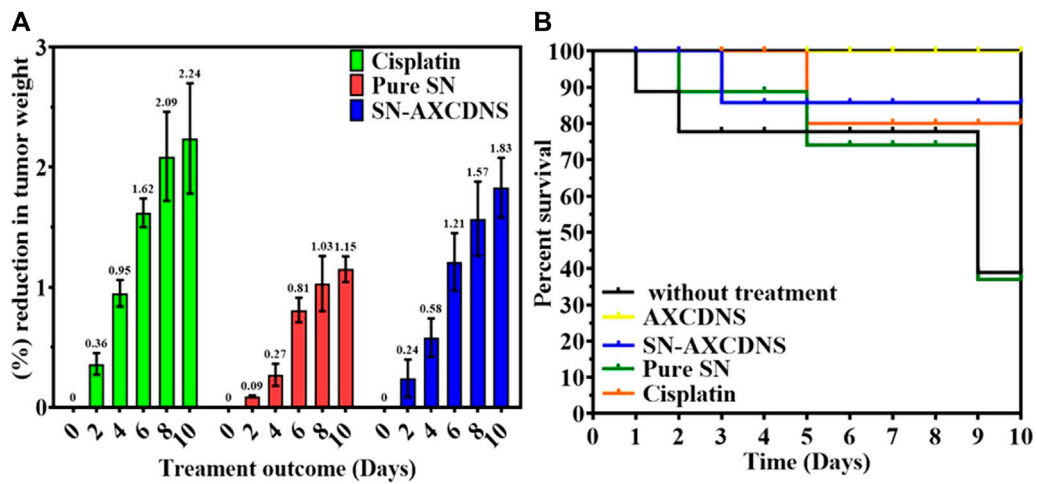 A
(%) reduction in tumor weight
3
2
1
0
Cisplatin
Pure SN
SN-AXCDNS
0
0.36
0.95
1.62
2.09
2.24
0
0.09
0.27
0.81
1.03
1.15
0
0.24
0.58
1.21
1.57
1.83
0 2 4 6 8 10 0 2 4 6 8 10 0 2 4 6 8 10
Treament outcome (Days)
B
Percent survival
100
90
80
70
60
50
40
30
20
10
0
without treatment
AXCDNS
SN-AXCDNS
Pure SN
Cisplatin
0 1 2 3 4 5 6 7 8 9 10
Time (Days)